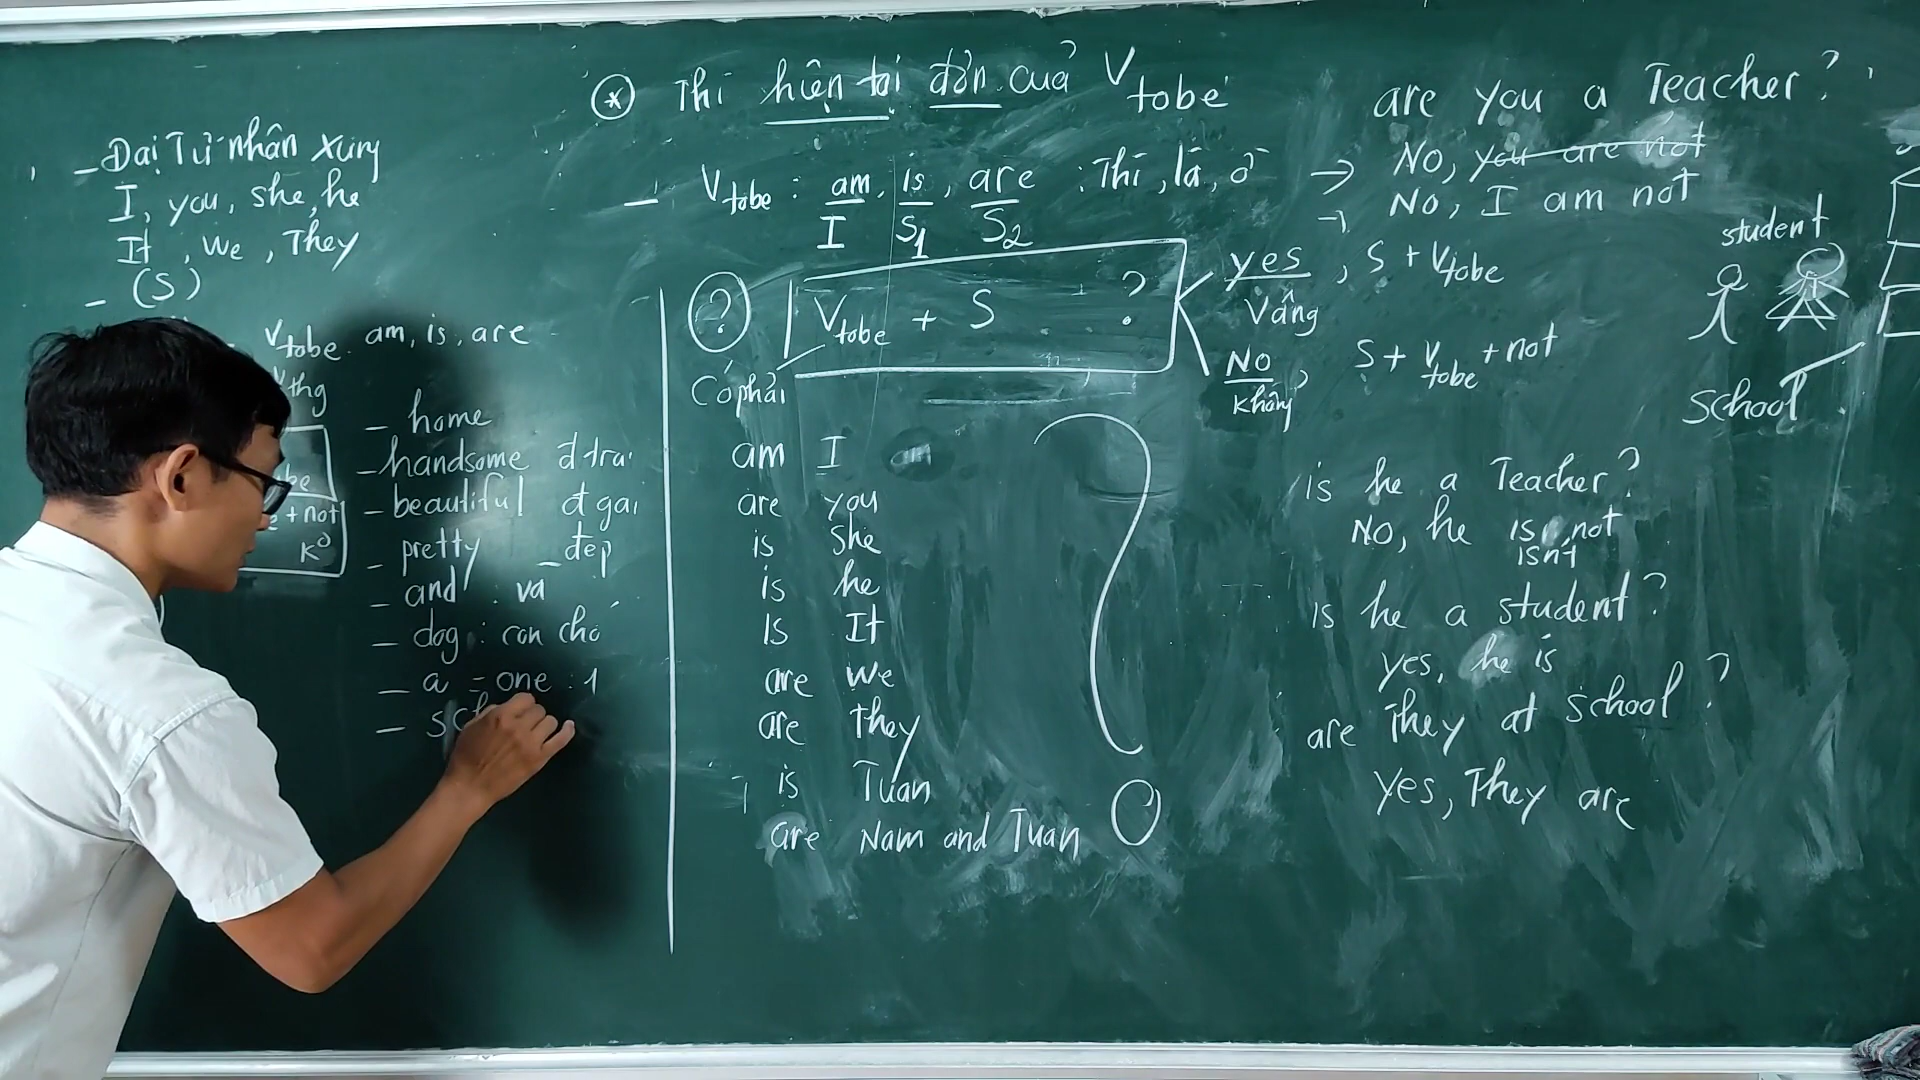 * Thì hiện tại đơn của V tobe
- Đại Từ nhân xưng
I, you, she, he
It, we, They
- (S)
V tobe: am, is, are
V thg
be
+ not
k°
- home
- handsome đ trai
- beautiful đ gái
- pretty - đẹp
- and : và
- dog : con chó
- a = one : 1
- sch
- V tobe : am, is, are : Thì, là, ở
I S1 S2
? V tobe + S ?
Có phải
yes, S + V tobe
Vâng
No, S + V tobe + not
Không
am I
are you
is She
is he
Is It
are we
are they
is Tuấn
are Nam and Tuan
?
are you a Teacher?
→ No, you are not
→ No, I am not
student
School
is he a Teacher?
No, he is not
isn't
is he a student?
yes, he is
are They at School?
yes, They are